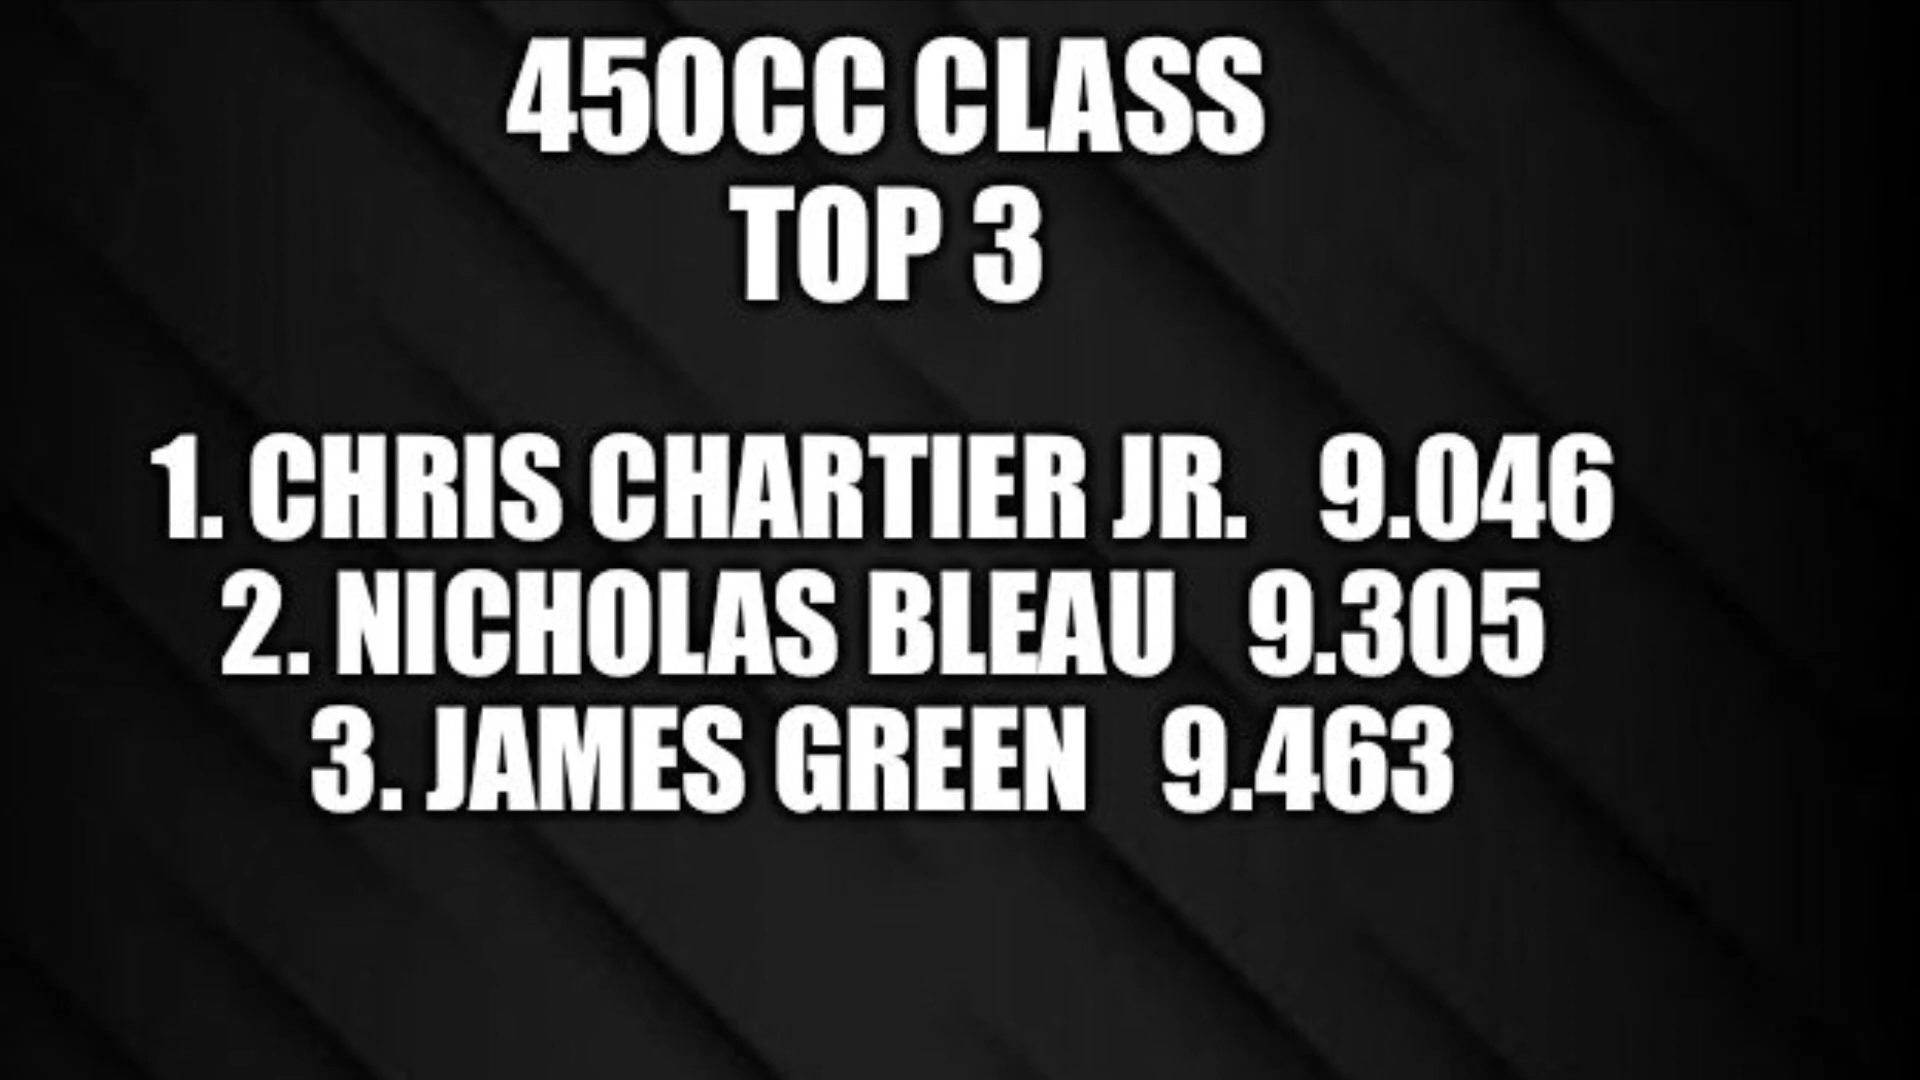 450CC CLASS
TOP 3
1. CHRIS CHARTIER JR. 9.046
2. NICHOLAS BLEAU 9.305
3. JAMES GREEN 9.463